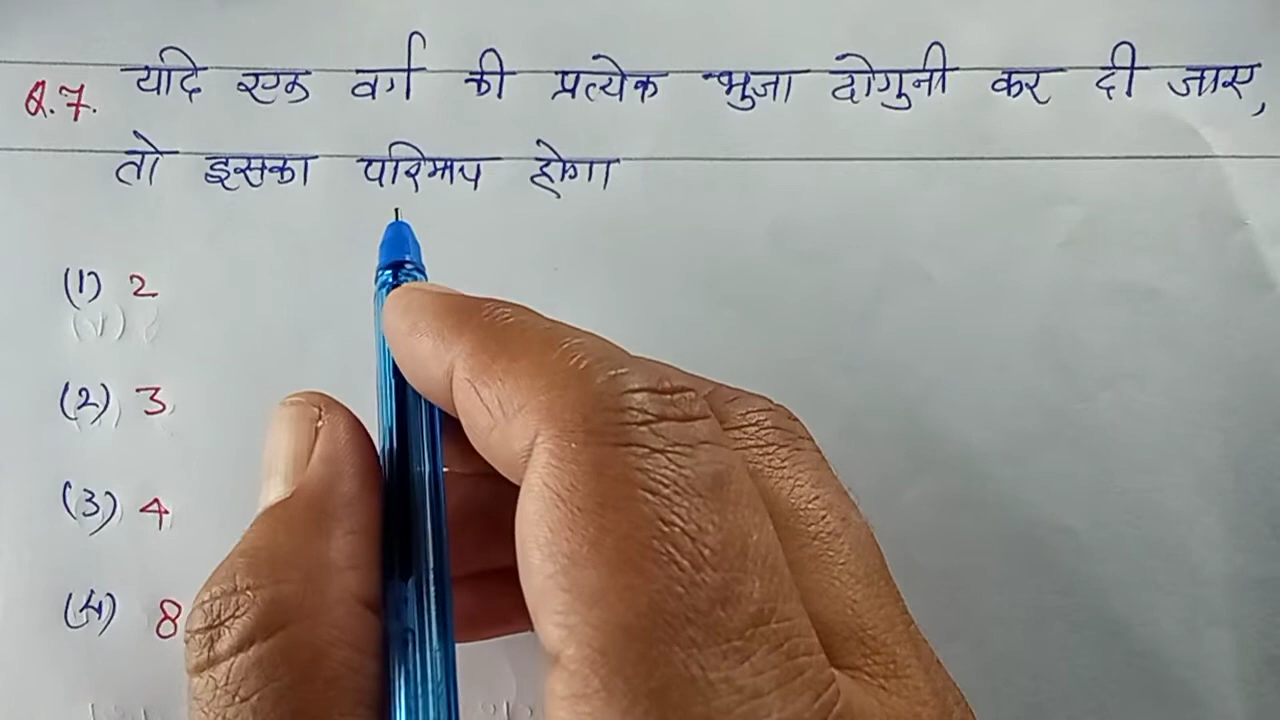 Q.7. यदि एक वर्ग की प्रत्येक भुजा दोगुनी कर दी जाए,
तो इसका परिमाप होगा
(1) 2
(2) 3
(3) 4
(4) 8